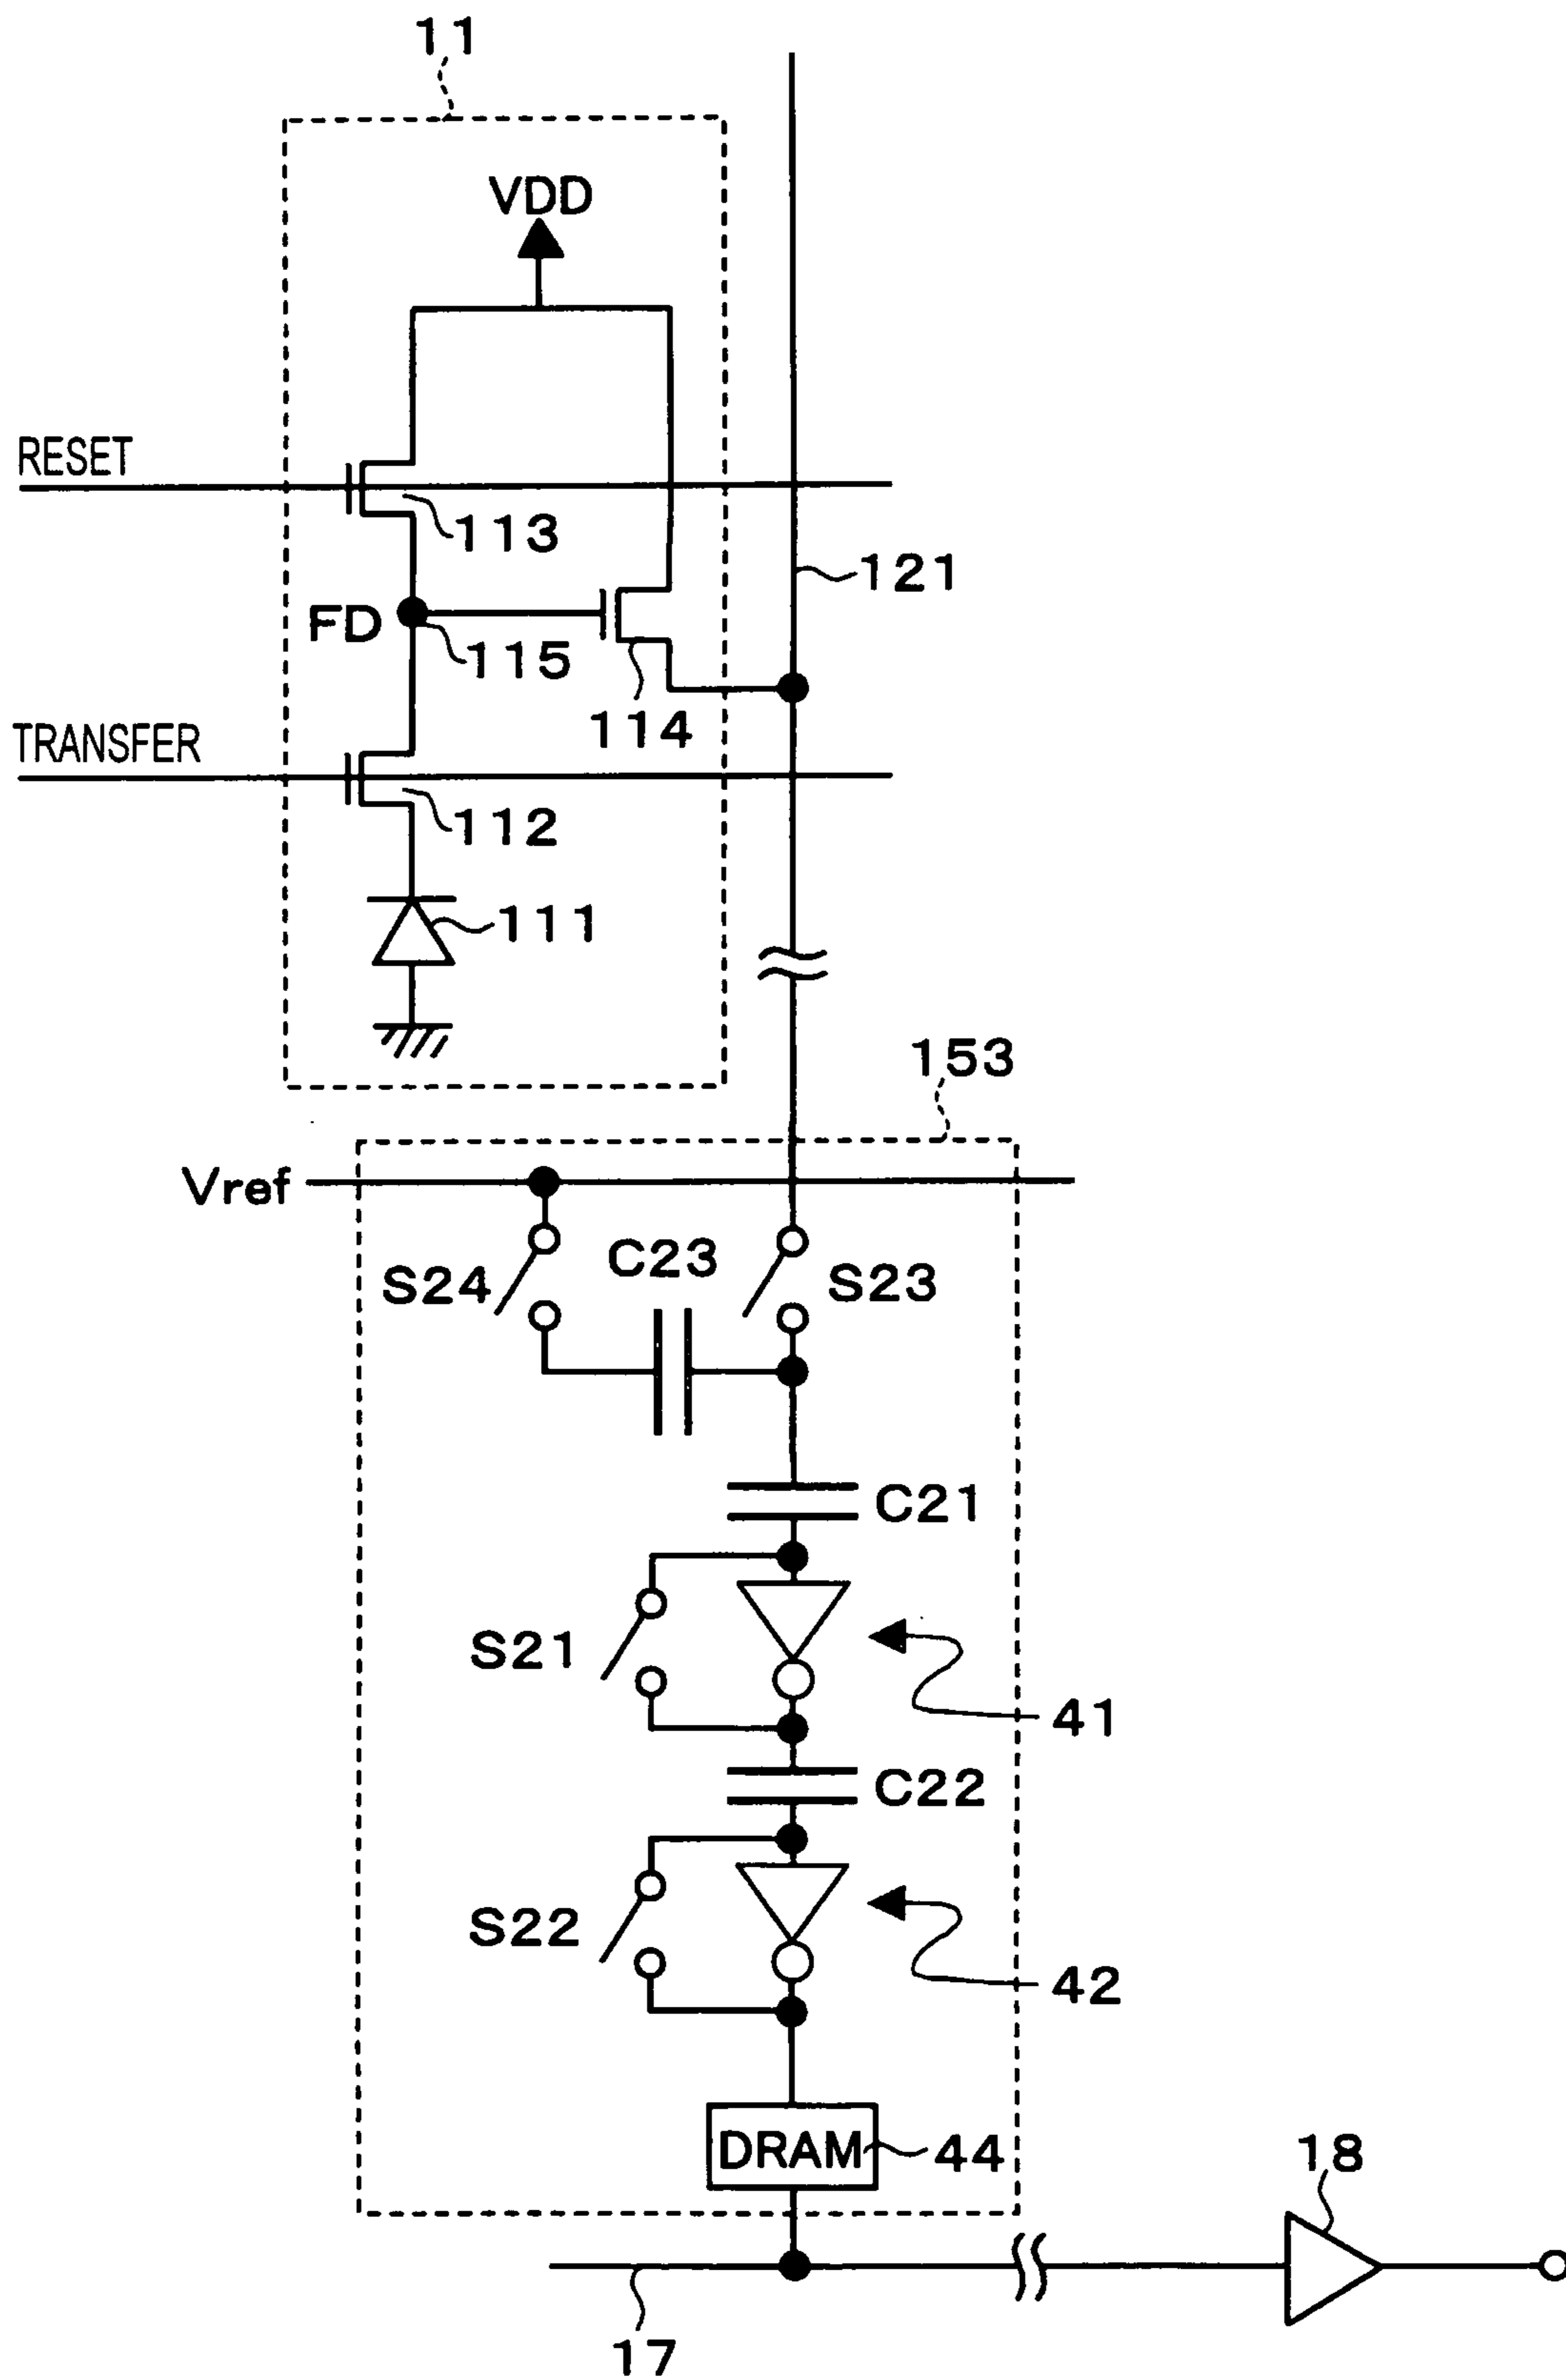 11
VDD
RESET
113
121
FD
115
114
TRANSFER
112
111
153
Vref
C23
S24
S23
C21
S21
41
C22
S22
42
DRAM
44
18
17